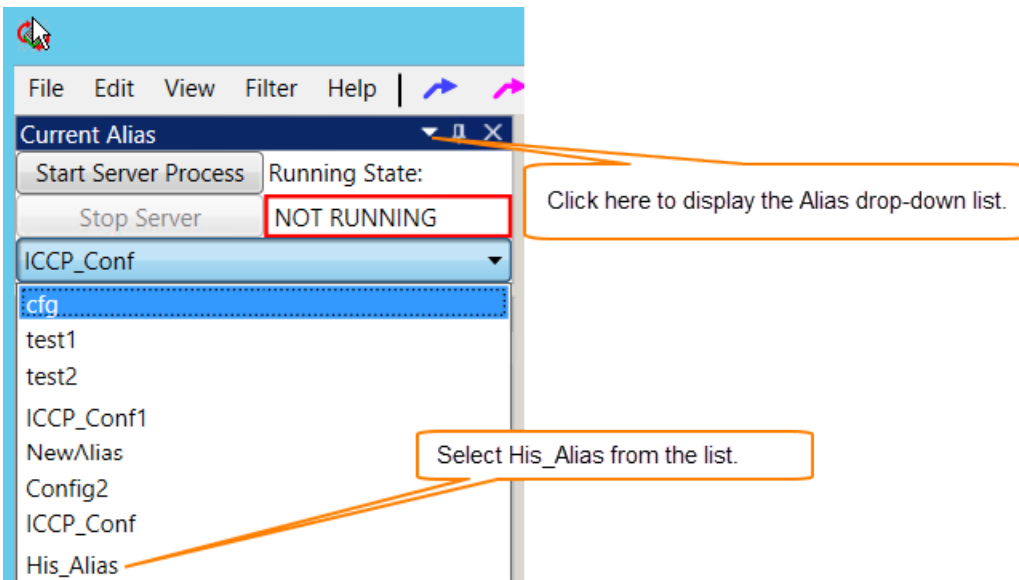 File Edit View Filter Help
Current Alias
Start Server Process Running State:
Click here to display the Alias drop-down list.
Stop Server NOT RUNNING
ICCP_Conf
cfg
test1
test2
ICCP_Conf1
NewAlias
Select His_Alias from the list.
Config2
ICCP_Conf
His_Alias